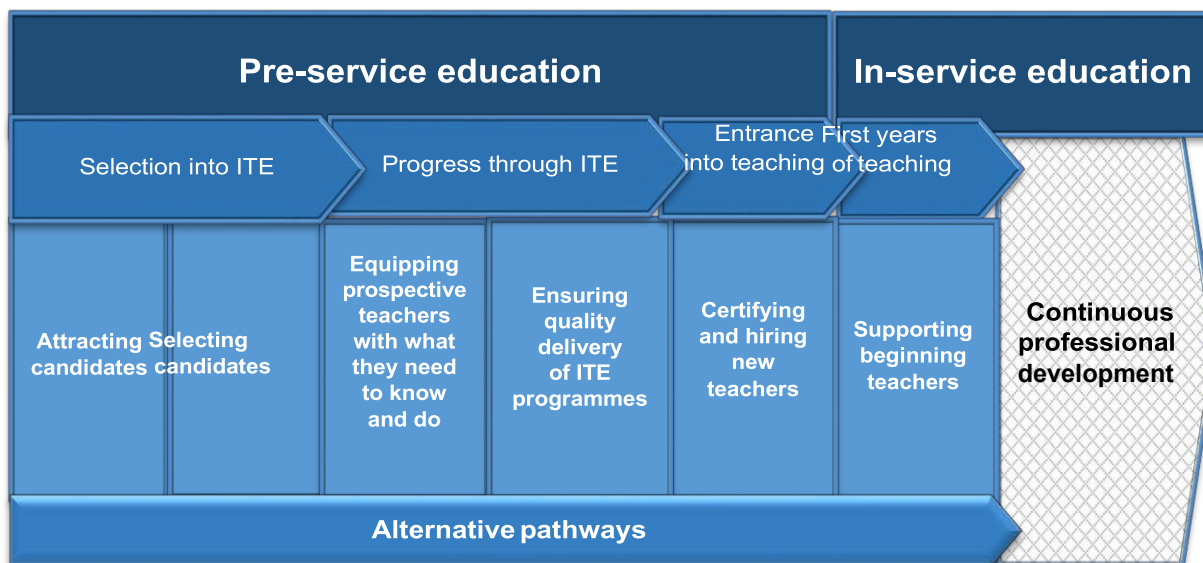 Pre-service education
In-service education
Selection into ITE
Progress through ITE
Entrance
into teaching
First years
of teaching
Attracting
candidates
Selecting
candidates
Equipping
prospective
teachers
with what
they need
to know
and do
Ensuring
quality
delivery
of ITE
programmes
Certifying
and hiring
new
teachers
Supporting
beginning
teachers
Continuous
professional
development
Alternative pathways